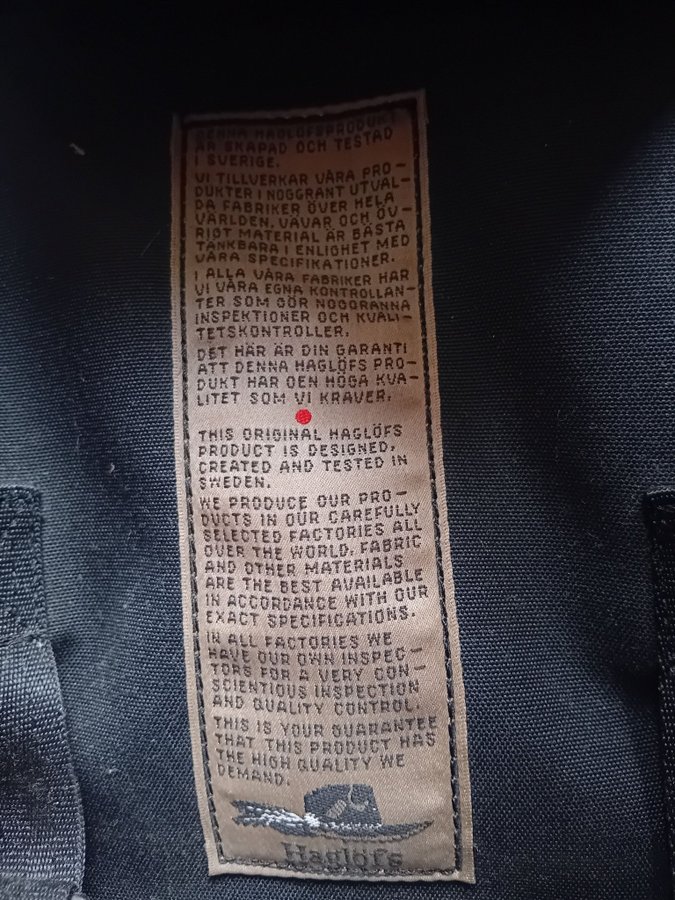 DENNA HAGLÖFSPRODUKT
ÄR SKAPAD OCH TESTAD
I SVERIGE.
VI TILLVERKAR VÅRA PRO-
DUKTER I NOGGRANT UTVAL-
DA FABRIKER ÖVER HELA
VÄRLDEN. VÄVAR OCH ÖV-
RIGT MATERIAL ÄR BÄSTA
TÄNKBARA I ENLIGHET MED
VÅRA SPECIFIKATIONER.
I ALLA VÅRA FABRIKER HAR
VI VÅRA EGNA KONTROLLAN-
TER SOM GÖR NOGGRANNA
INSPEKTIONER OCH KVALI-
TETSKONTROLLER.
DET HÄR ÄR DIN GARANTI
ATT DENNA HAGLÖFS PRO-
DUKT HAR DEN HÖGA KVA-
LITET SOM VI KRÄVER.
THIS ORIGINAL HAGLÖFS
PRODUCT IS DESIGNED,
CREATED AND TESTED IN
SWEDEN.
WE PRODUCE OUR PRO-
DUCTS IN OUR CAREFULLY
SELECTED FACTORIES ALL
OVER THE WORLD. FABRIC
AND OTHER MATERIALS
ARE THE BEST AVAILABLE
IN ACCORDANCE WITH OUR
EXACT SPECIFICATIONS.
IN ALL FACTORIES WE
HAVE OUR OWN INSPEC-
TORS FOR A VERY CON-
SCIENTIOUS INSPECTION
AND QUALITY CONTROL.
THIS IS YOUR GUARANTEE
THAT THIS PRODUCT HAS
THE HIGH QUALITY WE
DEMAND.
Haglöfs